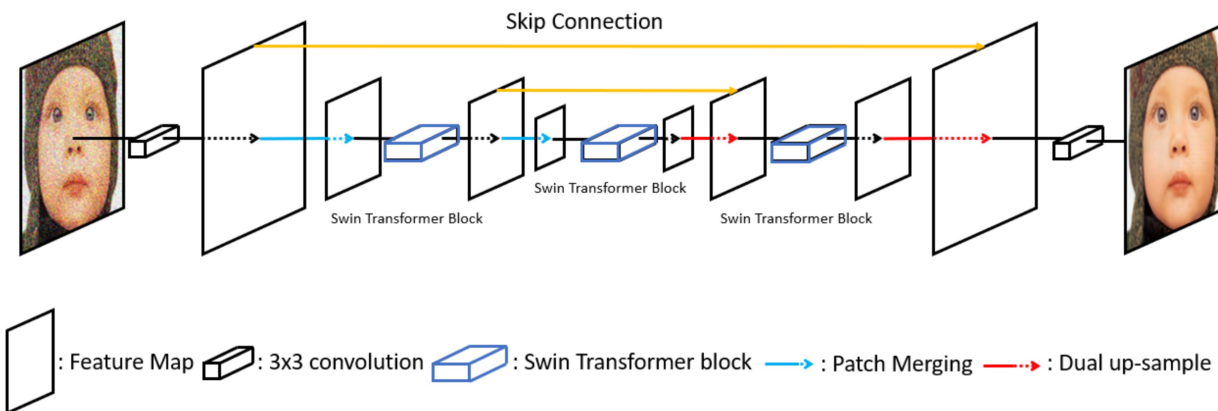 Skip Connection
Swin Transformer Block
Swin Transformer Block
Swin Transformer Block
: Feature Map
: 3x3 convolution
: Swin Transformer block
: Patch Merging
: Dual up-sample